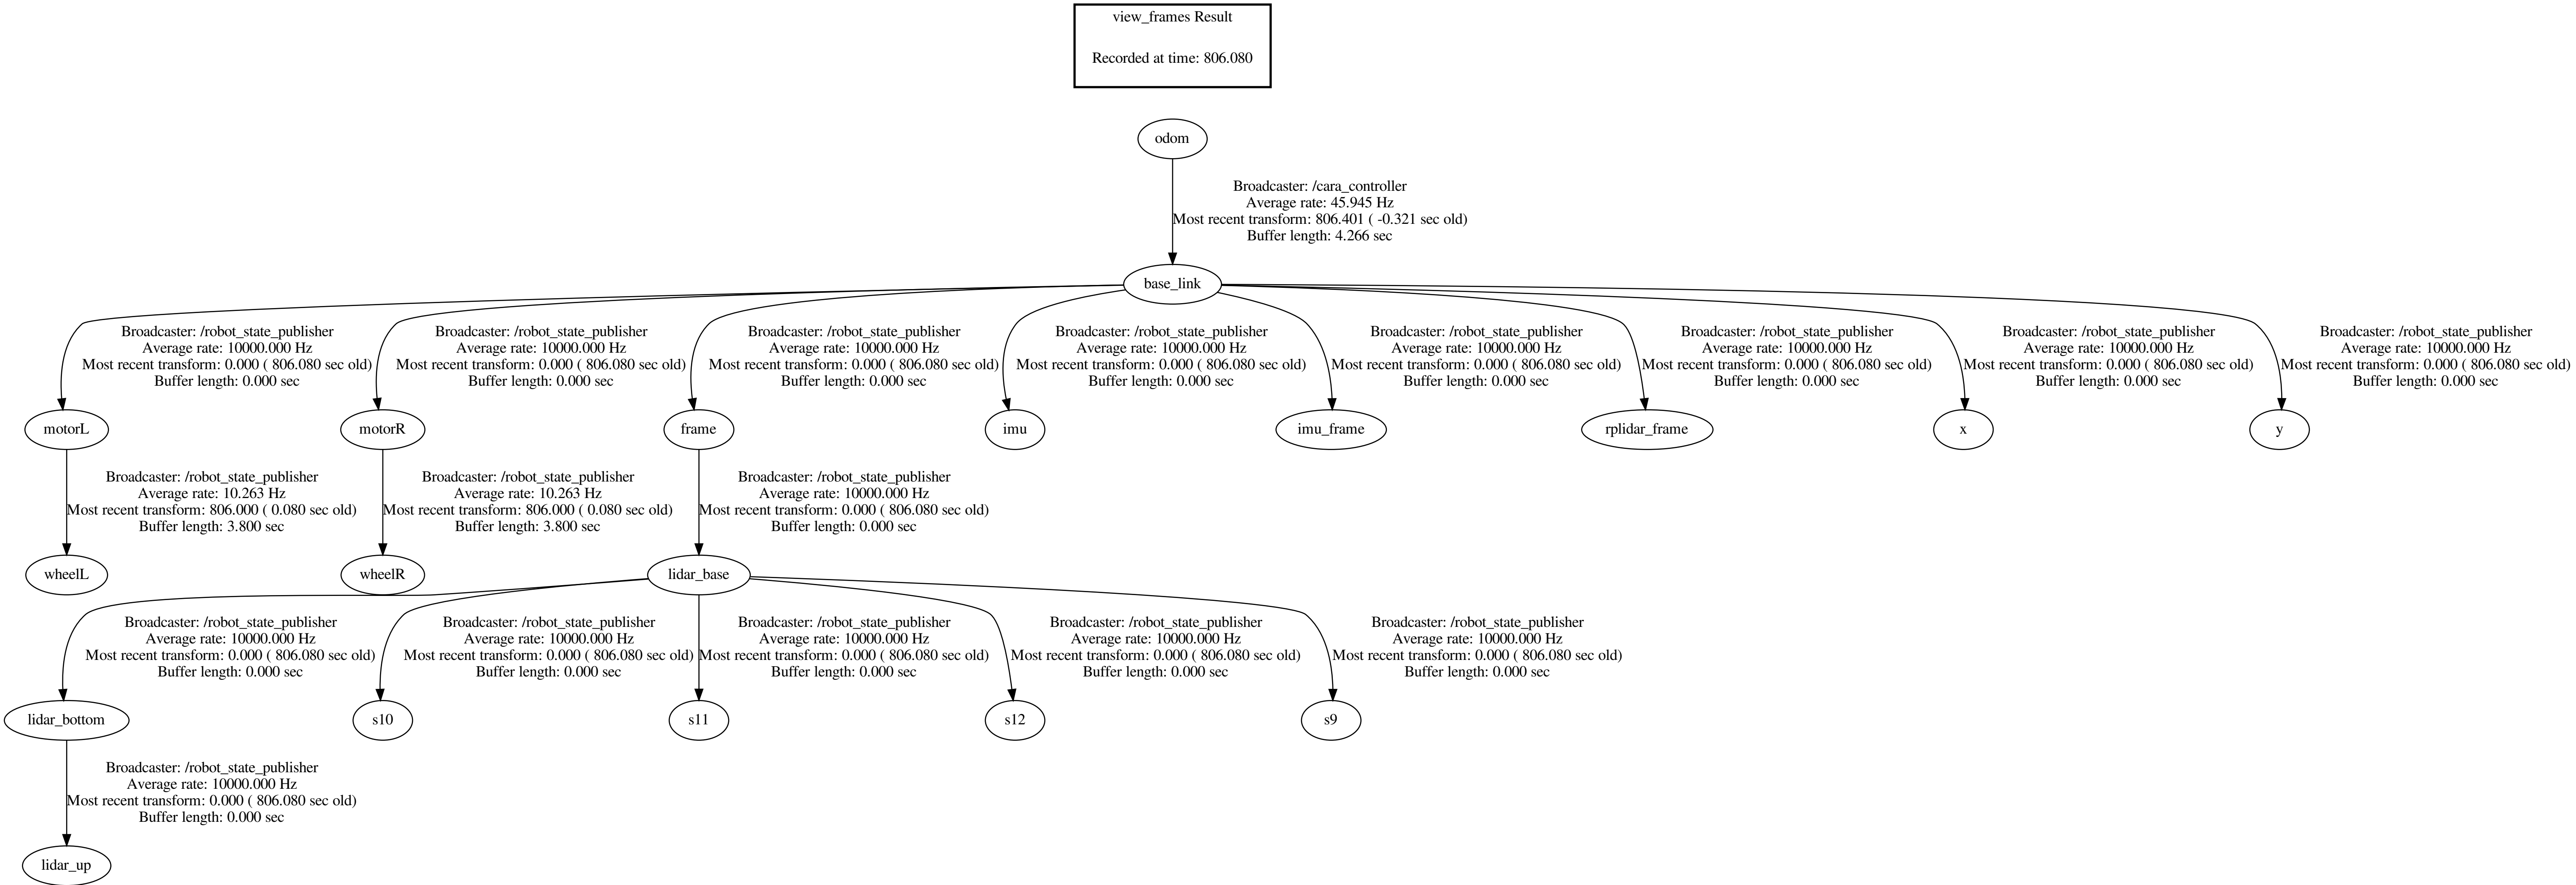 view_frames Result
Recorded at time: 806.080
odom
Broadcaster: /cara_controller
Average rate: 45.945 Hz
Most recent transform: 806.401 ( -0.321 sec old)
Buffer length: 4.266 sec
base_link
Broadcaster: /robot_state_publisher
Average rate: 10000.000 Hz
Most recent transform: 0.000 ( 806.080 sec old)
Buffer length: 0.000 sec
Broadcaster: /robot_state_publisher
Average rate: 10000.000 Hz
Most recent transform: 0.000 ( 806.080 sec old)
Buffer length: 0.000 sec
Broadcaster: /robot_state_publisher
Average rate: 10000.000 Hz
Most recent transform: 0.000 ( 806.080 sec old)
Buffer length: 0.000 sec
Broadcaster: /robot_state_publisher
Average rate: 10000.000 Hz
Most recent transform: 0.000 ( 806.080 sec old)
Buffer length: 0.000 sec
Broadcaster: /robot_state_publisher
Average rate: 10000.000 Hz
Most recent transform: 0.000 ( 806.080 sec old)
Buffer length: 0.000 sec
Broadcaster: /robot_state_publisher
Average rate: 10000.000 Hz
Most recent transform: 0.000 ( 806.080 sec old)
Buffer length: 0.000 sec
Broadcaster: /robot_state_publisher
Average rate: 10000.000 Hz
Most recent transform: 0.000 ( 806.080 sec old)
Buffer length: 0.000 sec
Broadcaster: /robot_state_publisher
Average rate: 10000.000 Hz
Most recent transform: 0.000 ( 806.080 sec old)
Buffer length: 0.000 sec
motorL
motorR
frame
imu
imu_frame
rplidar_frame
x
y
Broadcaster: /robot_state_publisher
Average rate: 10.263 Hz
Most recent transform: 806.000 ( 0.080 sec old)
Buffer length: 3.800 sec
Broadcaster: /robot_state_publisher
Average rate: 10.263 Hz
Most recent transform: 806.000 ( 0.080 sec old)
Buffer length: 3.800 sec
Broadcaster: /robot_state_publisher
Average rate: 10000.000 Hz
Most recent transform: 0.000 ( 806.080 sec old)
Buffer length: 0.000 sec
wheelL
wheelR
lidar_base
Broadcaster: /robot_state_publisher
Average rate: 10000.000 Hz
Most recent transform: 0.000 ( 806.080 sec old)
Buffer length: 0.000 sec
Broadcaster: /robot_state_publisher
Average rate: 10000.000 Hz
Most recent transform: 0.000 ( 806.080 sec old)
Buffer length: 0.000 sec
Broadcaster: /robot_state_publisher
Average rate: 10000.000 Hz
Most recent transform: 0.000 ( 806.080 sec old)
Buffer length: 0.000 sec
Broadcaster: /robot_state_publisher
Average rate: 10000.000 Hz
Most recent transform: 0.000 ( 806.080 sec old)
Buffer length: 0.000 sec
Broadcaster: /robot_state_publisher
Average rate: 10000.000 Hz
Most recent transform: 0.000 ( 806.080 sec old)
Buffer length: 0.000 sec
lidar_bottom
s10
s11
s12
s9
Broadcaster: /robot_state_publisher
Average rate: 10000.000 Hz
Most recent transform: 0.000 ( 806.080 sec old)
Buffer length: 0.000 sec
lidar_up